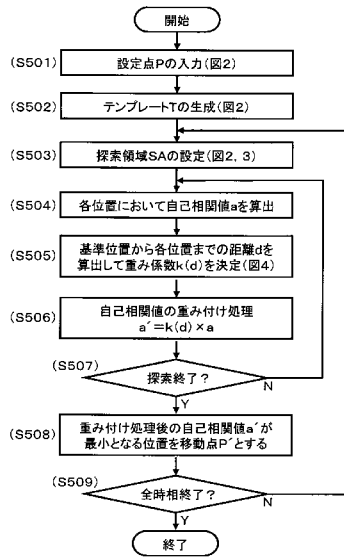 開始
(S501)
設定点Pの入力(図2)
(S502)
テンプレートTの生成(図2)
(S503)
探索領域SAの設定(図2, 3)
(S504)
各位置において自己相関値aを算出
(S505)
基準位置から各位置までの距離dを
算出して重み係数k(d)を決定(図4)
(S506)
自己相関値の重み付け処理
a′=k(d)×a
(S507)
探索終了?
N
Y
(S508)
重み付け処理後の自己相関値a′が
最小となる位置を移動点P′とする
(S509)
全時相終了?
N
Y
終了